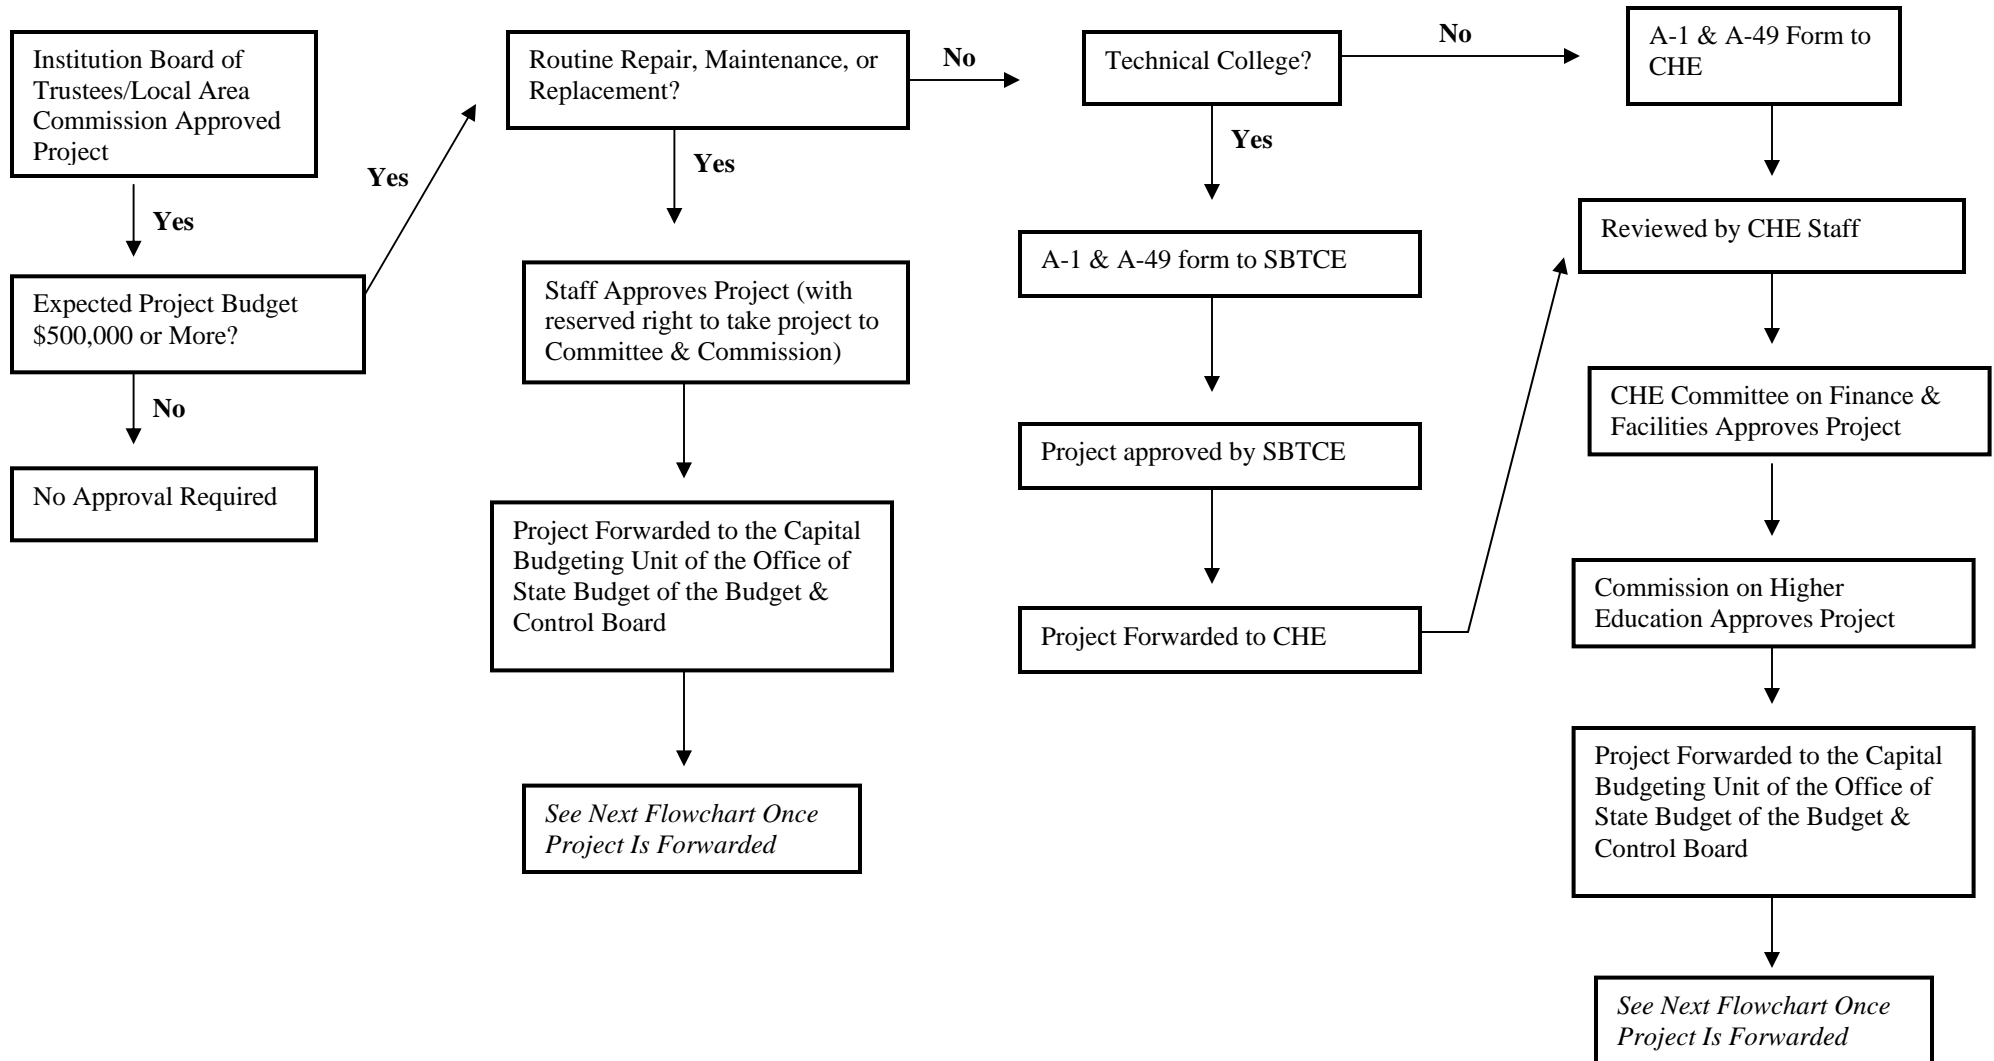 Institution Board of
Trustees/Local Area
Commission Approved
Project
Yes
Expected Project Budget
$500,000 or More?
No
No Approval Required
Yes
Routine Repair, Maintenance, or
Replacement?
No
Yes
Staff Approves Project (with
reserved right to take project to
Committee & Commission)
Project Forwarded to the Capital
Budgeting Unit of the Office of
State Budget of the Budget &
Control Board
See Next Flowchart Once
Project Is Forwarded
Technical College?
No
Yes
A-1 & A-49 form to SBTCE
Project approved by SBTCE
Project Forwarded to CHE
A-1 & A-49 Form to
CHE
Reviewed by CHE Staff
CHE Committee on Finance &
Facilities Approves Project
Commission on Higher
Education Approves Project
Project Forwarded to the Capital
Budgeting Unit of the Office of
State Budget of the Budget &
Control Board
See Next Flowchart Once
Project Is Forwarded